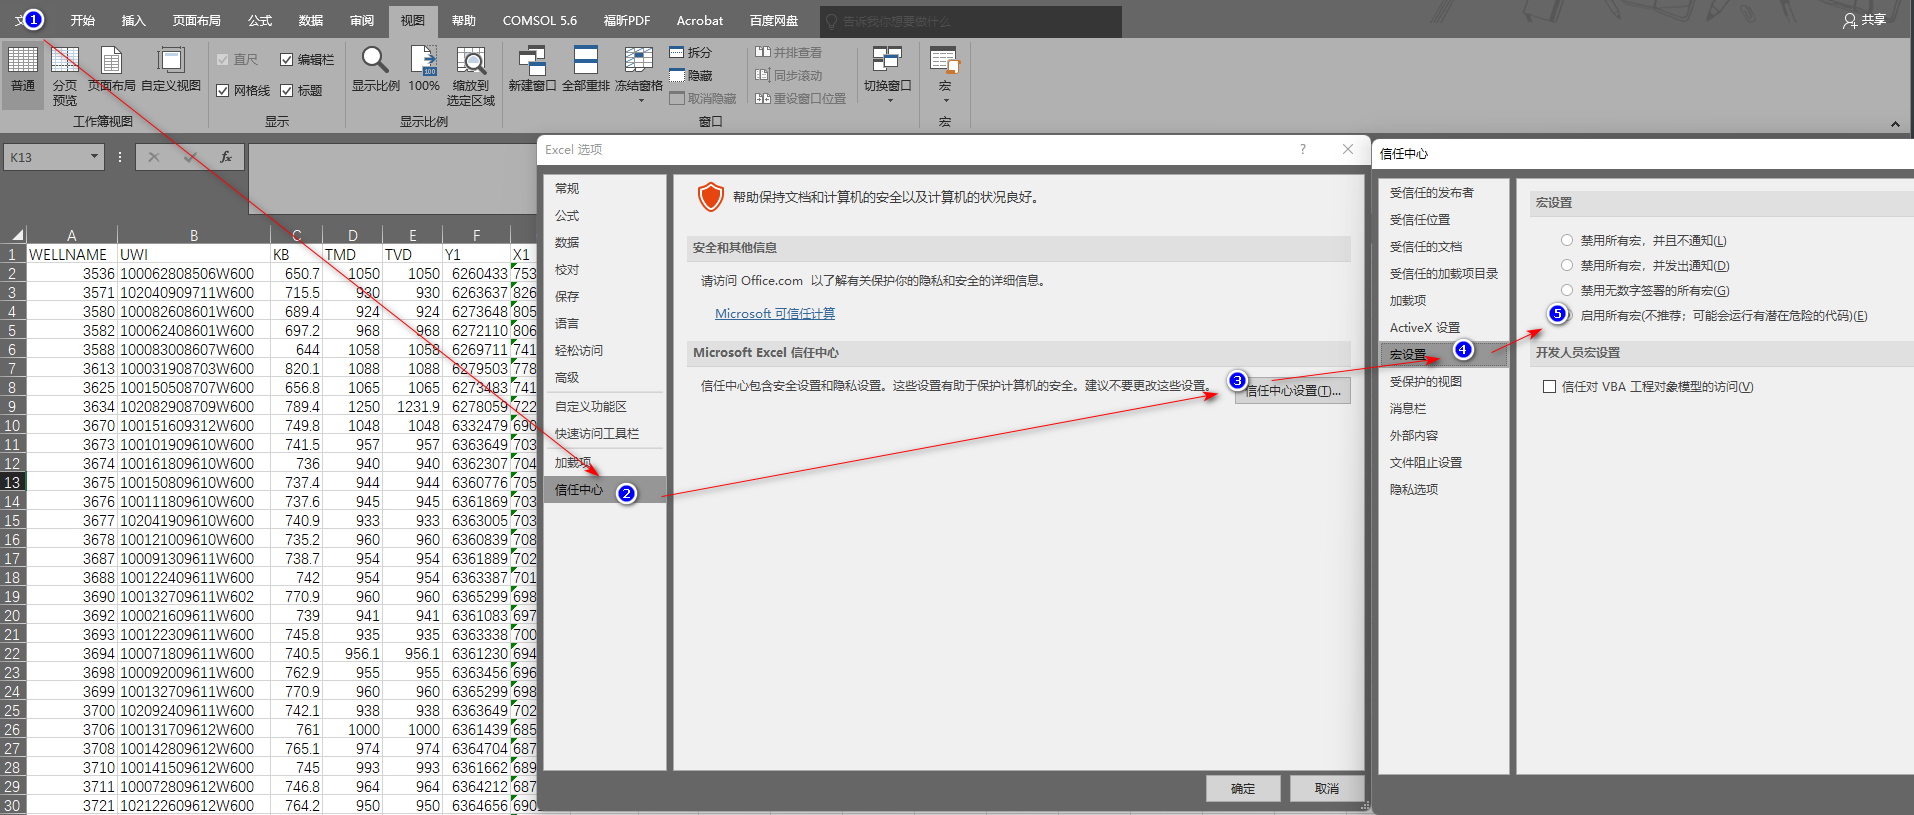 文 1 开始 插入 页面布局 公式 数据 审阅 视图 帮助 COMSOL 5.6 福昕PDF Acrobat 百度网盘 告诉我你想要做什么 共享
普通 分页预览 页面布局 自定义视图
工作簿视图
直尺 编辑栏
网格线 标题
显示
显示比例 100% 缩放到选定区域
显示比例
新建窗口 全部重排 冻结窗格
拆分
隐藏
取消隐藏
并排查看
同步滚动
重设窗口位置
切换窗口
窗口
宏
宏
K13 fx
A B C D E F
1 WELLNAME UWI KB TMD TVD Y1 X1
2 3536 100062808506W600 650.7 1050 1050 6260433 753
3 3571 102040909711W600 715.5 930 930 6263637 826
4 3580 100082608601W600 689.4 924 924 6273648 805
5 3582 100062408601W600 697.2 968 968 6272110 806
6 3588 100083008607W600 644 1058 1058 6269711 741
7 3613 100031908703W600 820.1 1088 1088 6279503 778
8 3625 100150508707W600 656.8 1065 1065 6273483 741
9 3634 102082908709W600 789.4 1250 1231.9 6278059 722
10 3670 100151609312W600 749.8 1048 1048 6332479 690
11 3673 100101909610W600 741.5 957 957 6363649 703
12 3674 100161809610W600 736 940 940 6362307 704
13 3675 100150809610W600 737.4 944 944 6360776 705
14 3676 100111809610W600 737.6 945 945 6361869 703
15 3677 102041909610W600 740.9 933 933 6363005 703
16 3678 100121009610W600 735.2 960 960 6360839 708
17 3687 100091309611W600 738.7 954 954 6361889 702
18 3688 100122409611W600 742 954 954 6363387 701
19 3690 100132709611W602 770.9 960 960 6365299 698
20 3692 100021609611W600 739 941 941 6361083 697
21 3693 100122309611W600 745.8 935 935 6363338 700
22 3694 100071809611W600 740.5 956.1 956.1 6361230 694
23 3698 100092009611W600 762.9 955 955 6363456 696
24 3699 100132709611W600 770.9 960 960 6365299 698
25 3700 102092409611W600 742.1 938 938 6363649 702
26 3706 100131709612W600 761 1000 1000 6361439 685
27 3708 100142809612W600 765.1 974 974 6364704 687
28 3710 100141509612W600 745 993 993 6361662 689
29 3711 100072809612W600 746.8 964 964 6364212 687
30 3721 102122609612W600 764.2 950 950 6364656 690
Excel 选项 ?
常规
公式
数据
校对
保存
语言
轻松访问
高级
自定义功能区
快速访问工具栏
加载项
信任中心 2
帮助保持文档和计算机的安全以及计算机的状况良好。
安全和其他信息
请访问 Office.com 以了解有关保护你的隐私和安全的详细信息。
Microsoft 可信任计算
Microsoft Excel 信任中心
信任中心包含安全设置和隐私设置。这些设置有助于保护计算机的安全。建议不要更改这些设置。
3 信任中心设置(T)...
确定 取消
信任中心
受信任的发布者
受信任位置
受信任的文档
受信任的加载项目录
加载项
ActiveX 设置
宏设置 4
受保护的视图
消息栏
外部内容
文件阻止设置
隐私选项
宏设置
禁用所有宏，并且不通知(L)
禁用所有宏，并发出通知(D)
禁用无数字签署的所有宏(G)
5 启用所有宏(不推荐；可能会运行有潜在危险的代码)(E)
开发人员宏设置
信任对 VBA 工程对象模型的访问(V)